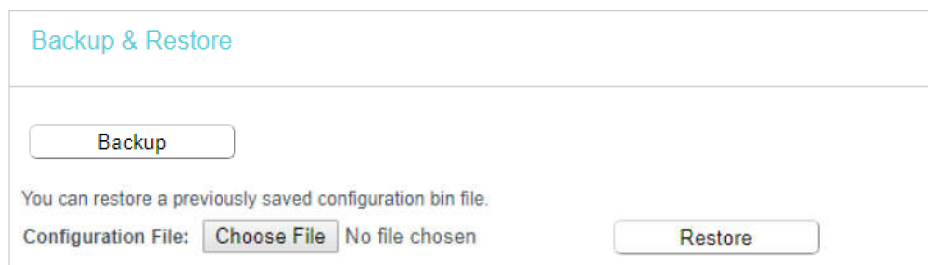 Backup & Restore
Backup
You can restore a previously saved configuration bin file.
Configuration File: Choose File No file chosen Restore